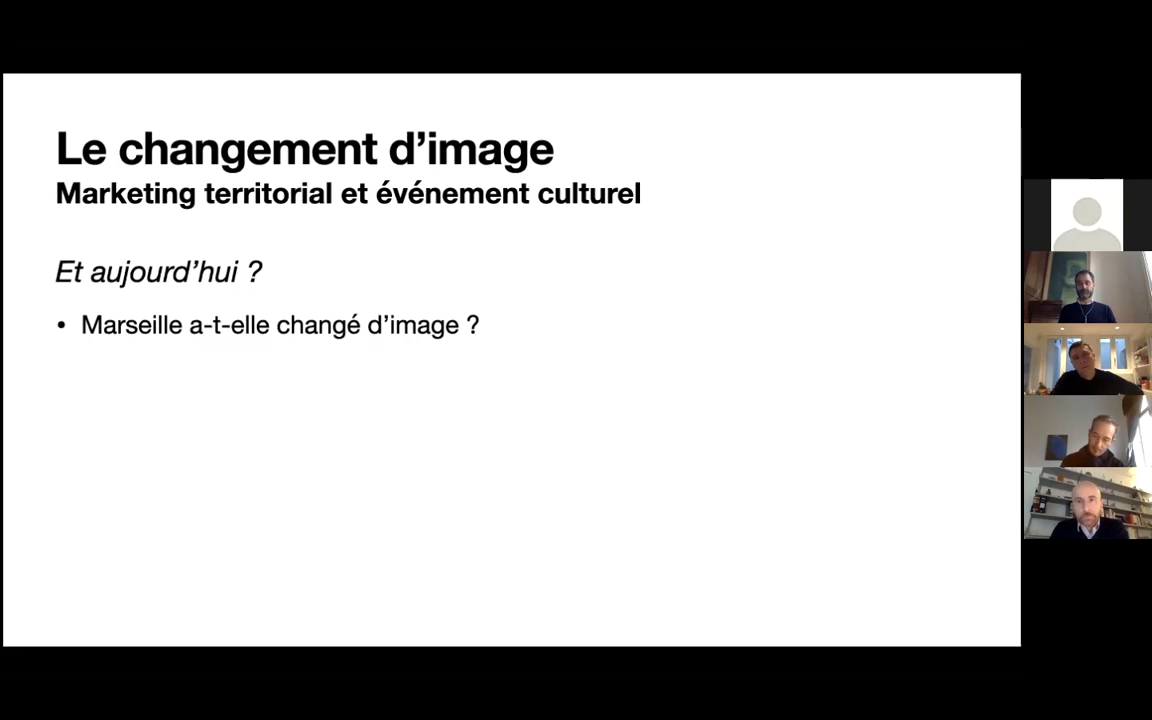 Le changement d’image
Marketing territorial et événement culturel
Et aujourd’hui ?
• Marseille a-t-elle changé d’image ?